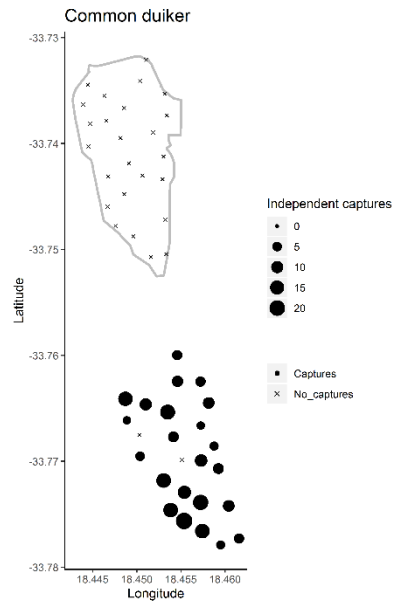 Common duiker
-33.73
-33.74
-33.75
-33.76
-33.77
-33.78
Latitude
18.445 18.450 18.455 18.460
Longitude
Independent captures
0
5
10
15
20
Captures
No_captures